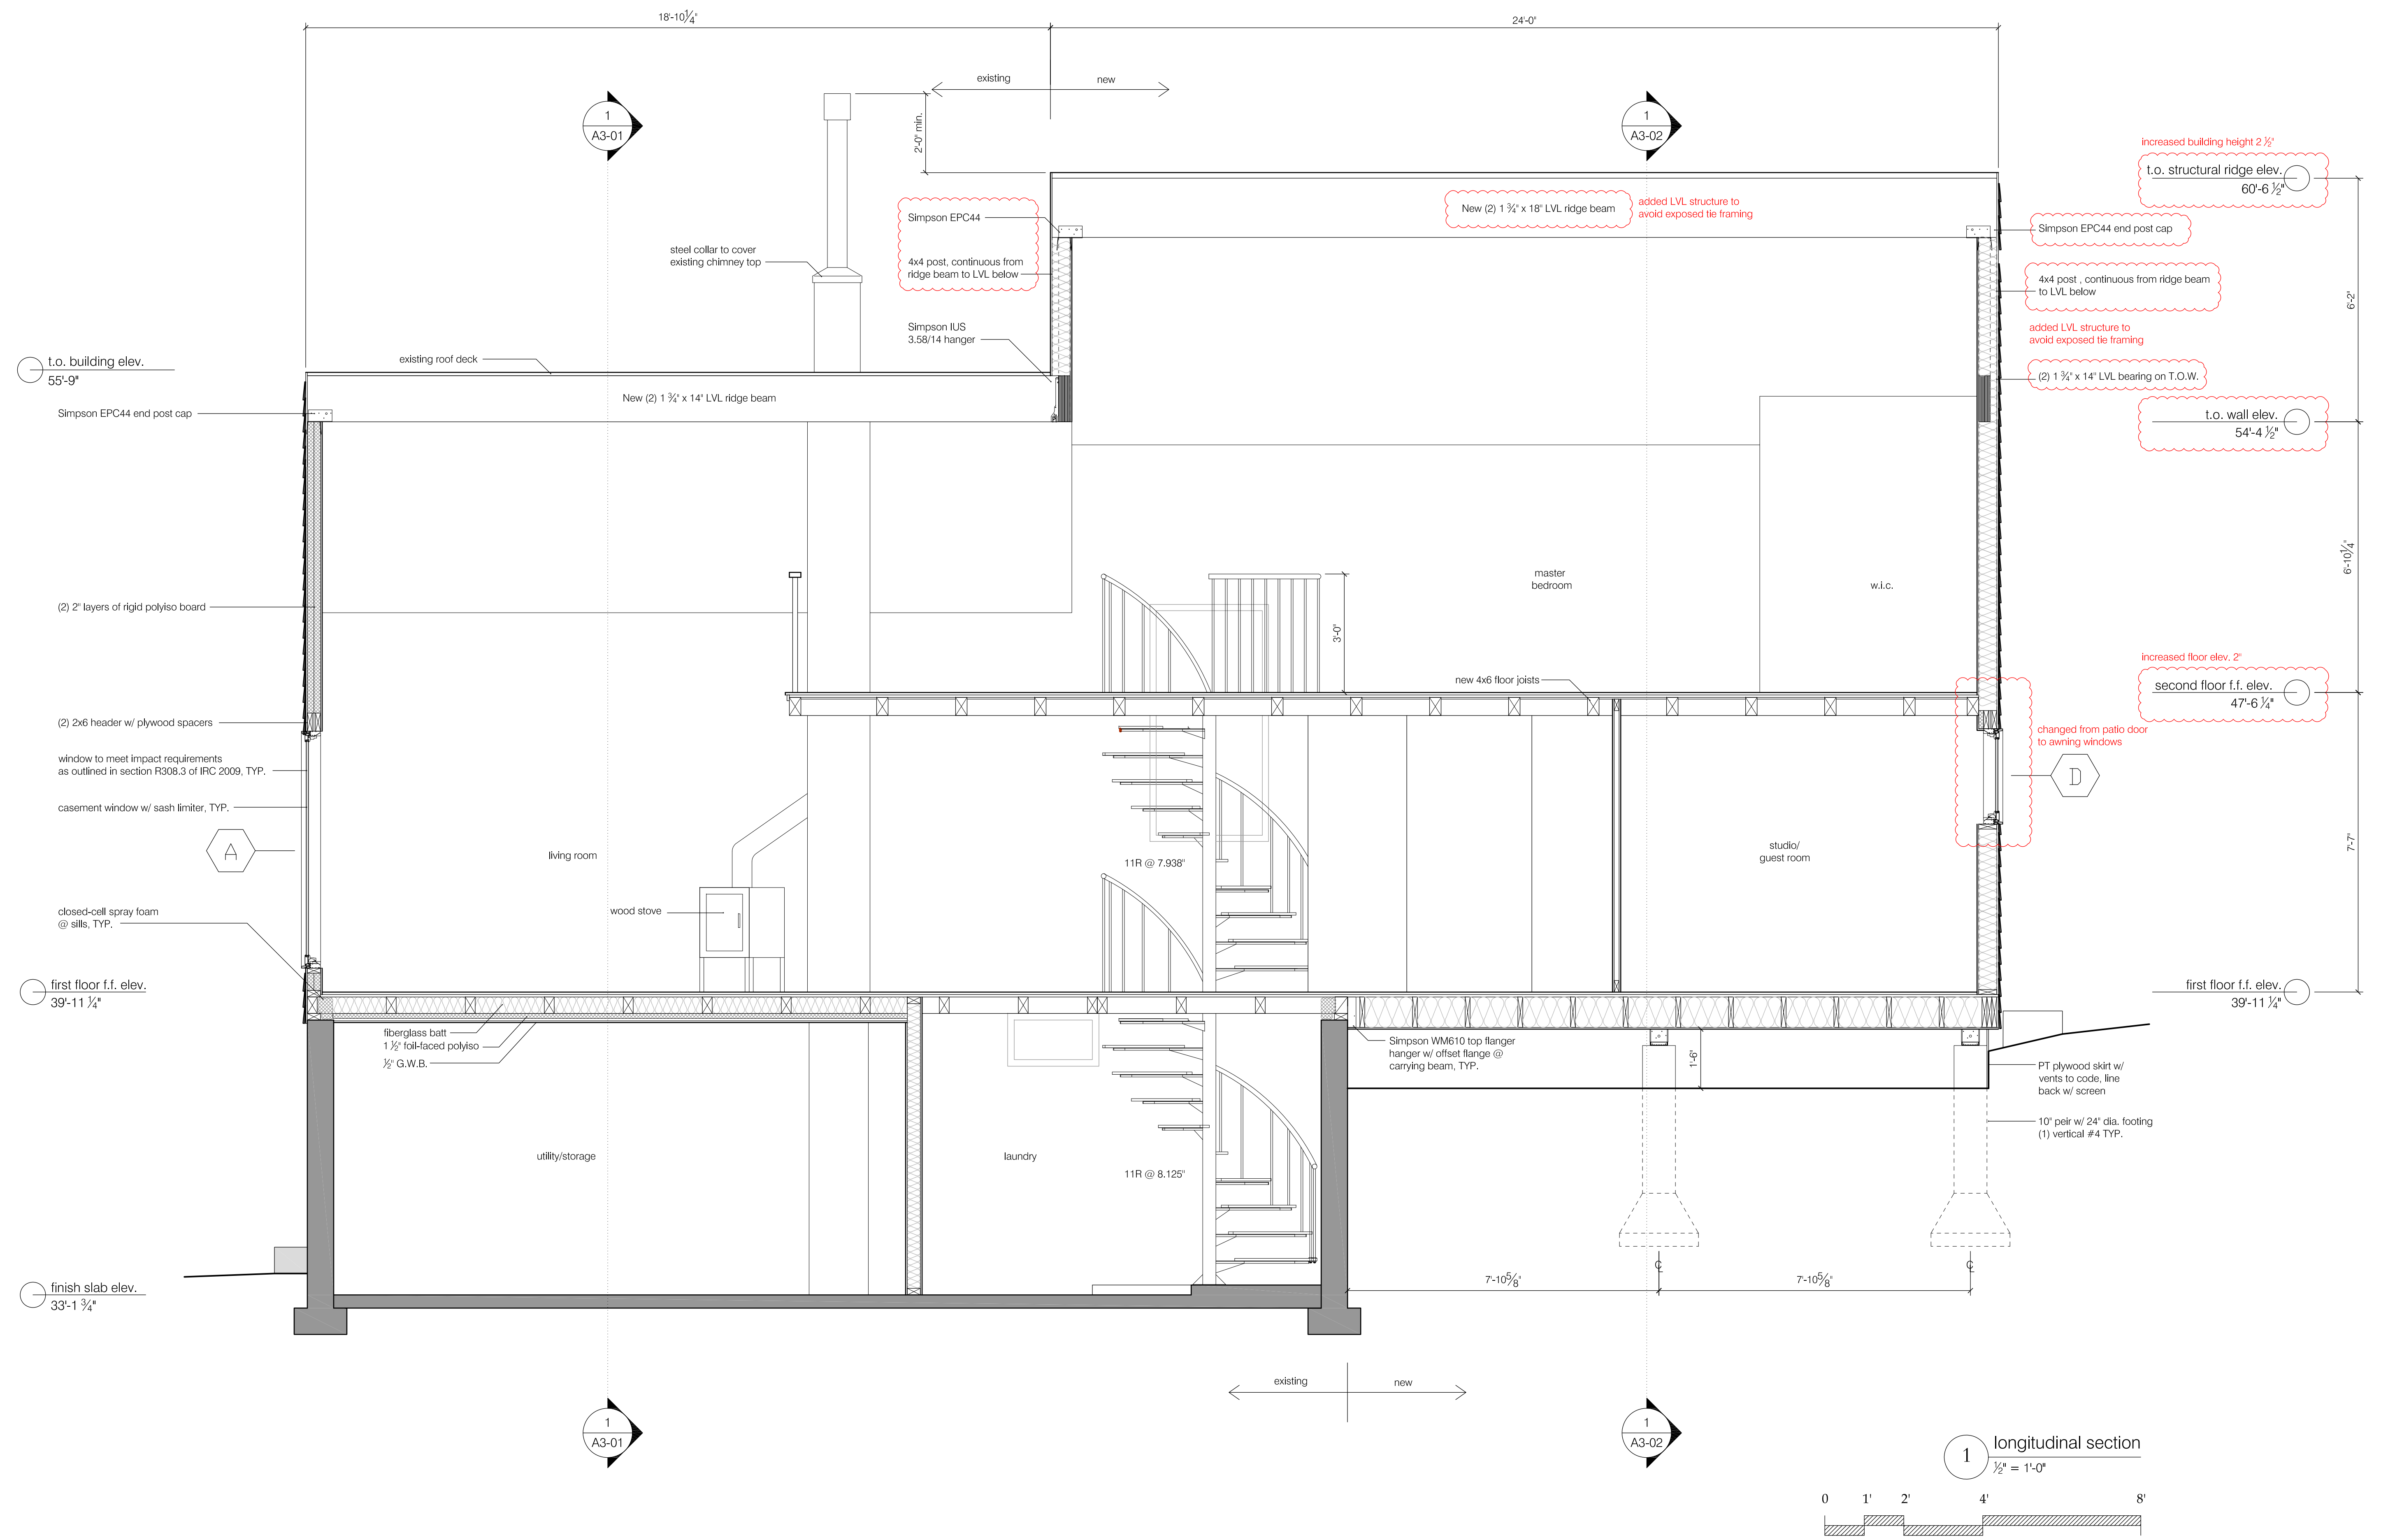 18'-10 1/4"
24'-0"
existing
new
1
A3-01
1
A3-02
2'-0" min.
increased building height 2 ½"
t.o. structural ridge elev.
60'-6 ½"
Simpson EPC44
New (2) 1 ¾" x 18" LVL ridge beam
added LVL structure to
avoid exposed tie framing
Simpson EPC44 end post cap
steel collar to cover
existing chimney top
4x4 post, continuous from
ridge beam to LVL below
4x4 post , continuous from ridge beam
to LVL below
6'-2"
Simpson IUS
3.58/14 hanger
added LVL structure to
avoid exposed tie framing
t.o. building elev.
55'-9"
existing roof deck
(2) 1 ¾" x 14" LVL bearing on T.O.W.
New (2) 1 ¾" x 14" LVL ridge beam
Simpson EPC44 end post cap
t.o. wall elev.
54'-4 ½"
6'-10 1/4"
master
bedroom
w.i.c.
(2) 2" layers of rigid polyiso board
3'-0"
increased floor elev. 2"
new 4x6 floor joists
second floor f.f. elev.
47'-6 ¼"
(2) 2x6 header w/ plywood spacers
changed from patio door
to awning windows
window to meet impact requirements
as outlined in section R308.3 of IRC 2009, TYP.
D
casement window w/ sash limiter, TYP.
A
living room
11R @ 7.938"
studio/
guest room
7'-7"
closed-cell spray foam
@ sills, TYP.
wood stove
first floor f.f. elev.
39'-11 ¼"
first floor f.f. elev.
39'-11 ¼"
fiberglass batt
1 ½" foil-faced polyiso
½" G.W.B.
Simpson WM610 top flanger
hanger w/ offset flange @
carrying beam, TYP.
1'-6"
PT plywood skirt w/
vents to code, line
back w/ screen
10" peir w/ 24" dia. footing
(1) vertical #4 TYP.
utility/storage
laundry
11R @ 8.125"
finish slab elev.
33'-1 ¾"
7'-10 5/8"
7'-10 5/8"
existing
new
1
A3-01
1
A3-02
1
longitudinal section
½" = 1'-0"
0 1' 2' 4' 8'